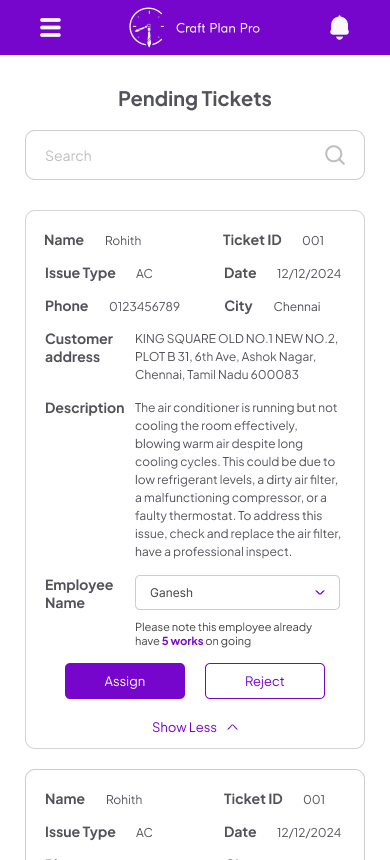 Craft Plan Pro
Pending Tickets
Search
Name Rohith Ticket ID 001
Issue Type AC Date 12/12/2024
Phone 0123456789 City Chennai
Customer address
KING SQUARE OLD NO.1 NEW NO.2,
PLOT B 31, 6th Ave, Ashok Nagar,
Chennai, Tamil Nadu 600083
Description
The air conditioner is running but not
cooling the room effectively,
blowing warm air despite long
cooling cycles. This could be due to
low refrigerant levels, a dirty air filter,
a malfunctioning compressor, or a
faulty thermostat. To address this
issue, check and replace the air filter,
have a professional inspect.
Employee
Name
Ganesh
Please note this employee already
have 5 works on going
Assign Reject
Show Less
Name Rohith Ticket ID 001
Issue Type AC Date 12/12/2024